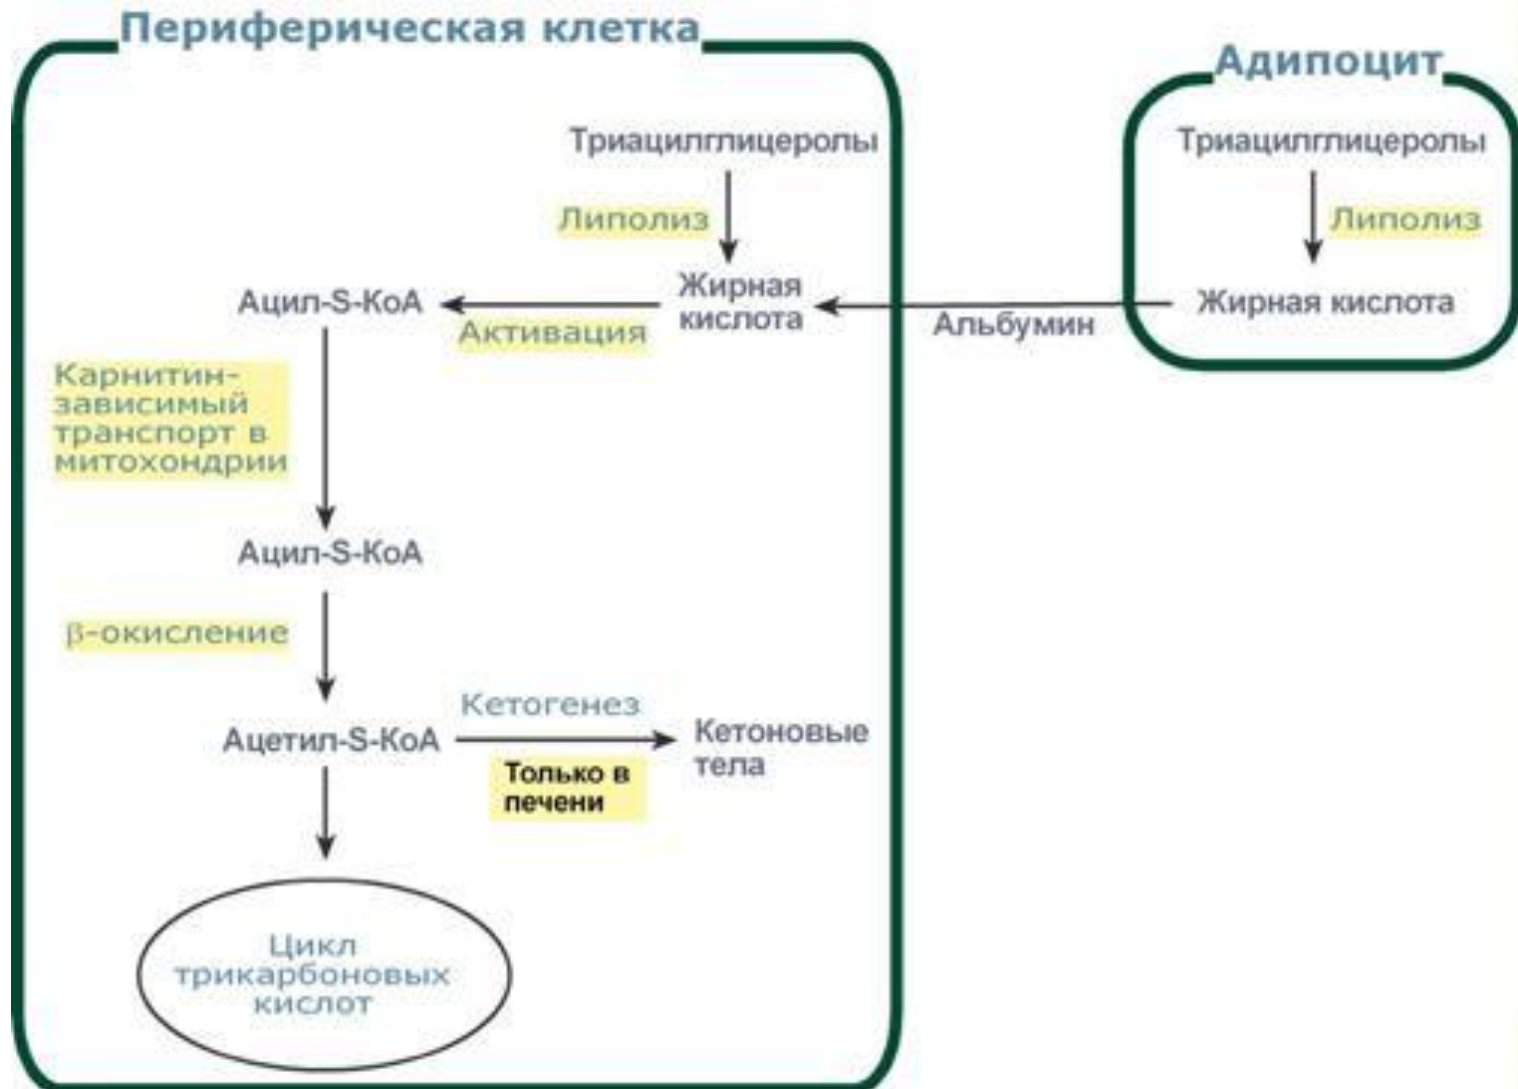 Периферическая клетка
Адипоцит
Триацилглицеролы
Триацилглицеролы
Липолиз
Липолиз
Ацил-S-КоА
Жирная
кислота
Жирная кислота
Активация
Альбумин
Карнитин-
зависимый
транспорт в
митохондрии
Ацил-S-КоА
β-окисление
Кетогенез
Ацетил-S-КоА
Кетоновые
тела
Только в
печени
Цикл
трикарбоновых
кислот